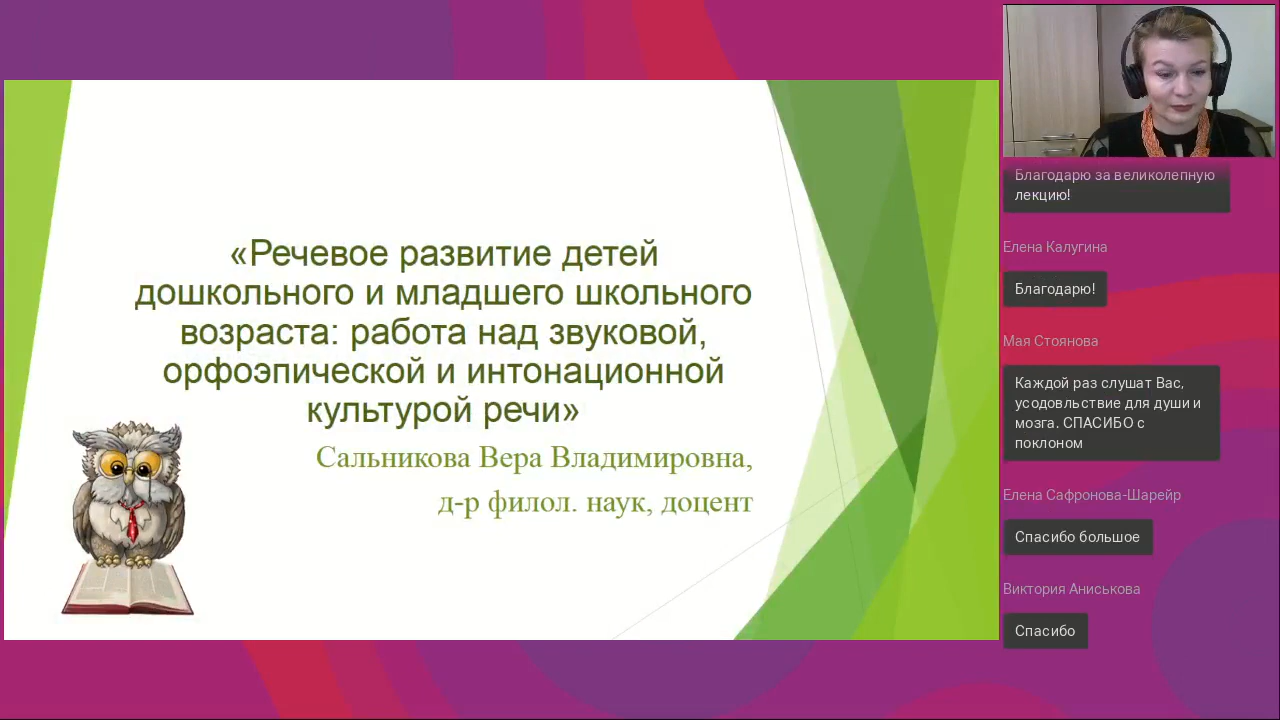 «Речевое развитие детей
дошкольного и младшего школьного
возраста: работа над звуковой,
орфоэпической и интонационной
культурой речи»
Сальникова Вера Владимировна,
д-р филол. наук, доцент
Благодарю за великолепную
лекцию!
Елена Калугина
Благодарю!
Мая Стоянова
Каждой раз слушат Вас,
усодовльствие для души и
мозга. СПАСИБО с
поклоном
Елена Сафронова-Шарейр
Спасибо большое
Виктория Аниськова
Спасибо